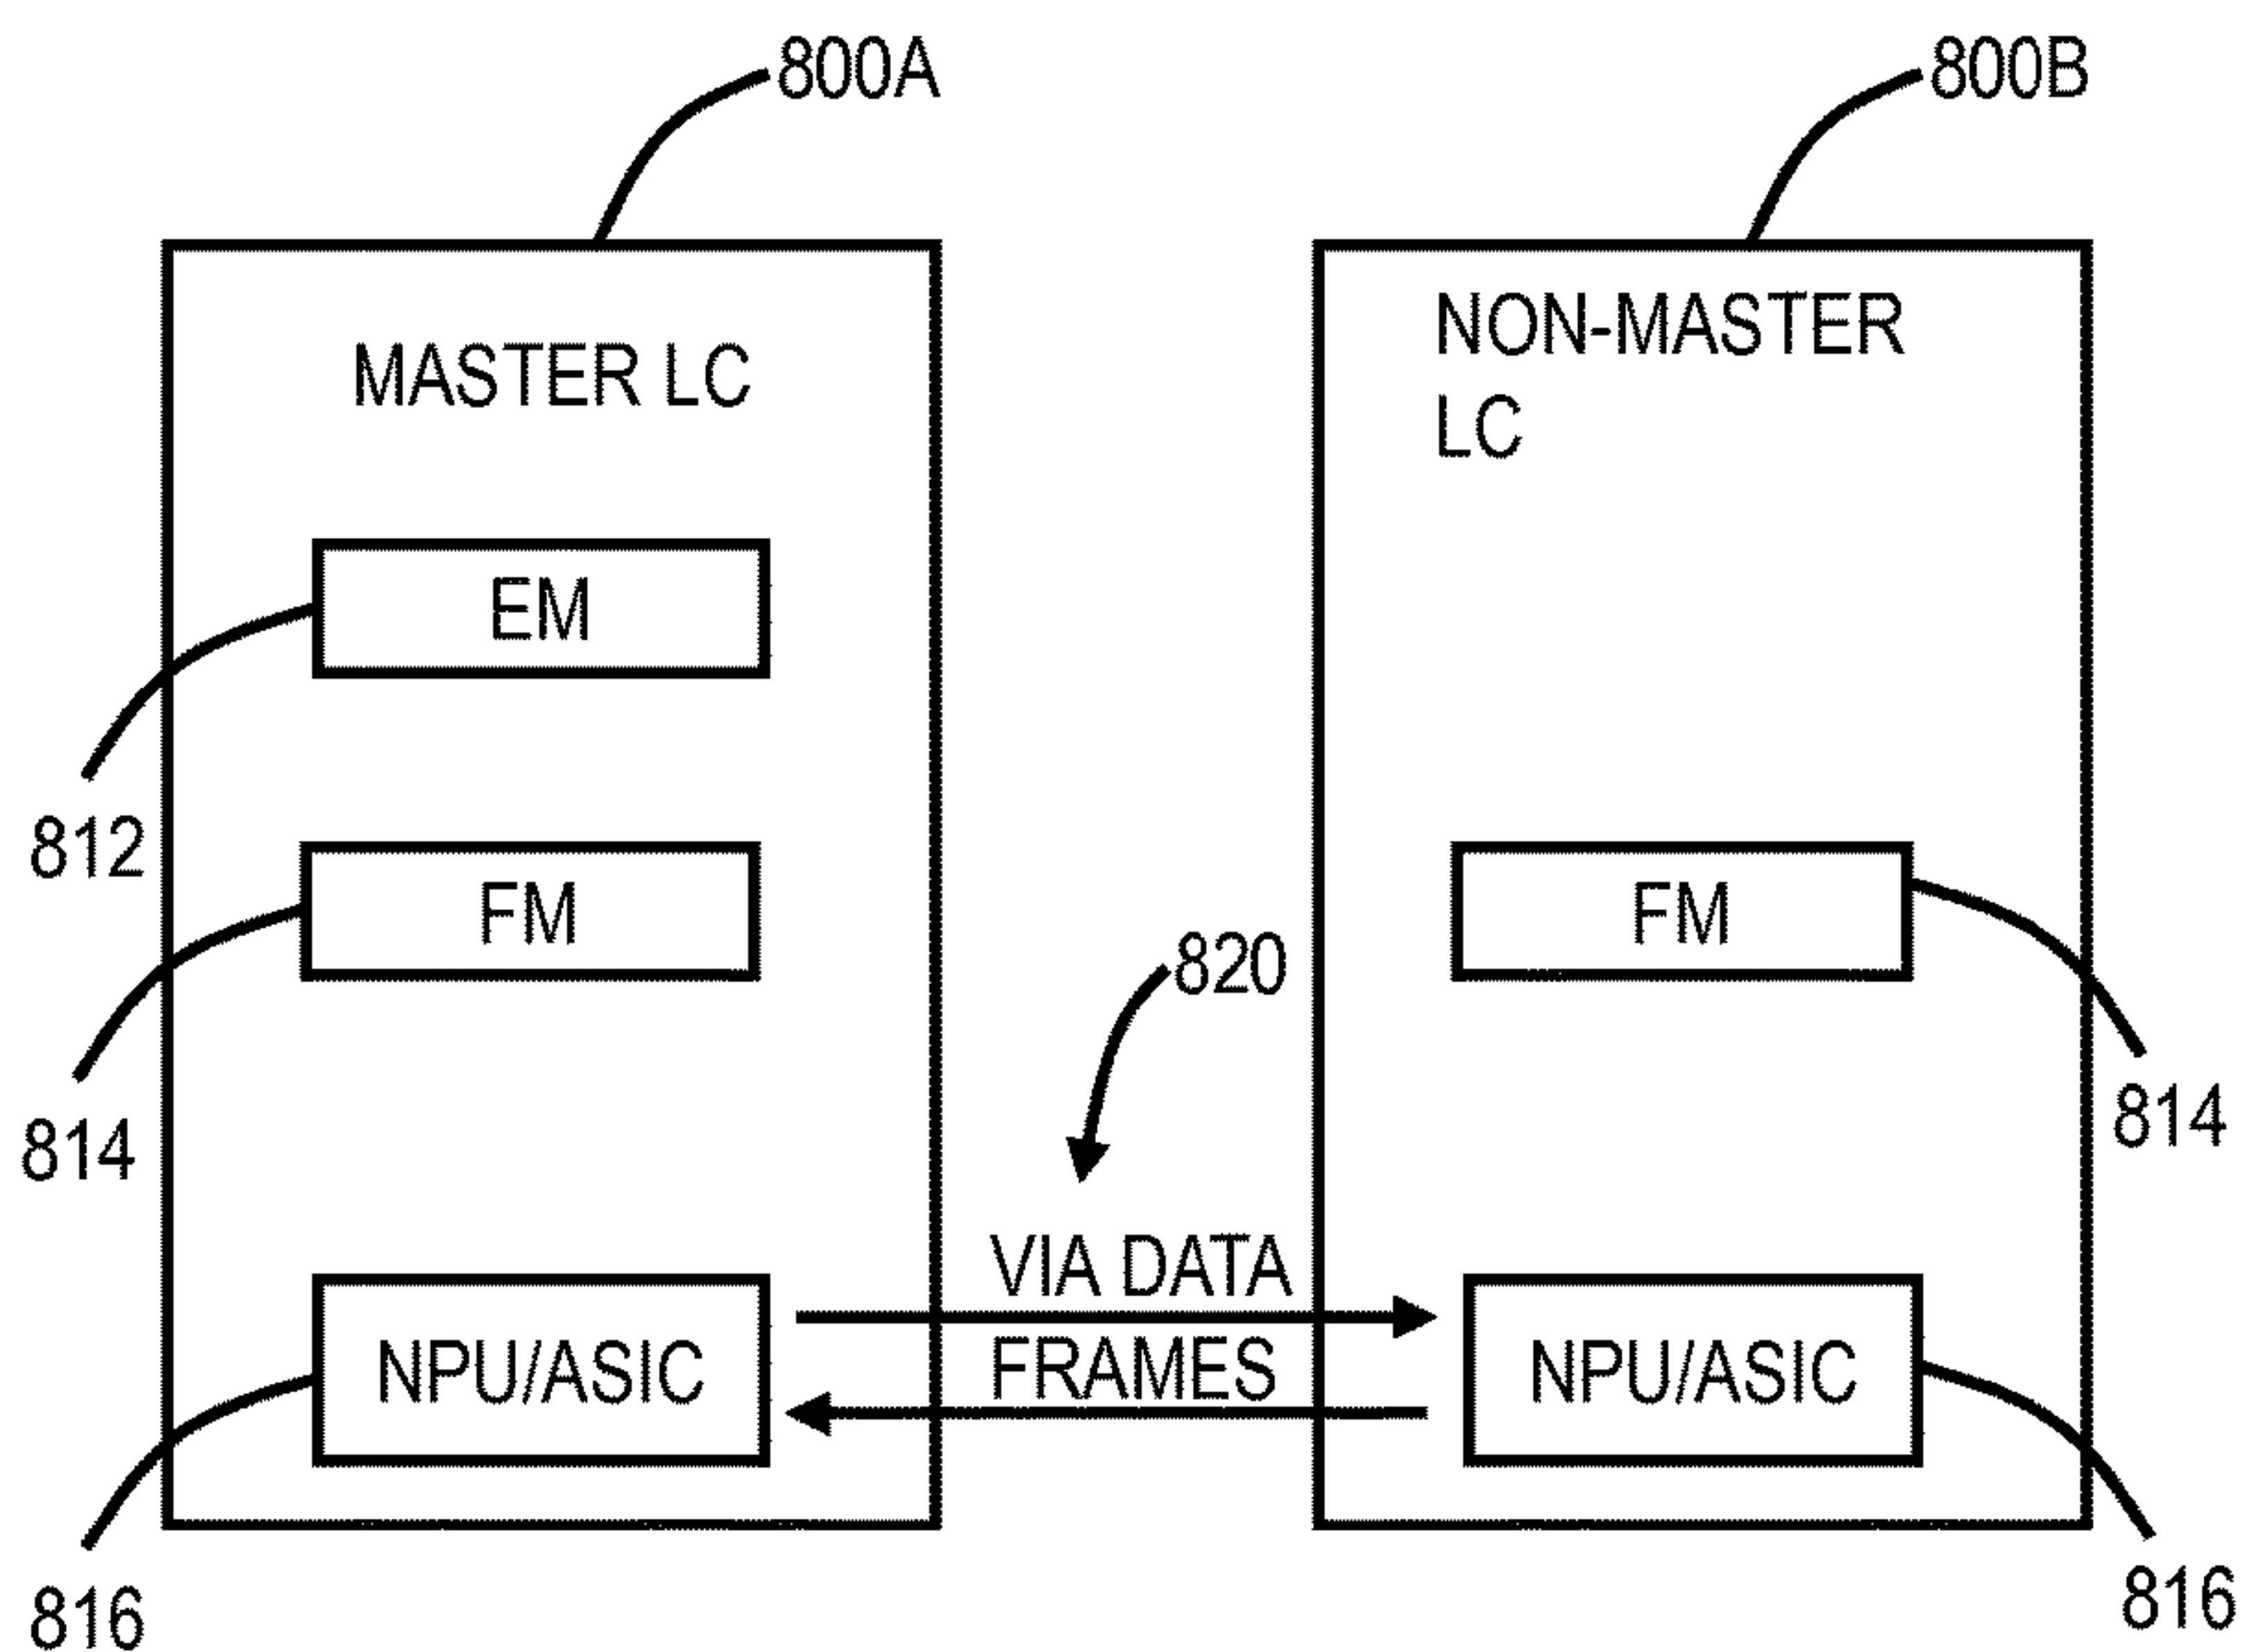 800A
800B
MASTER LC
NON-MASTER
LC
EM
812
FM
FM
820
814
814
VIA DATA
FRAMES
NPU/ASIC
NPU/ASIC
816
816